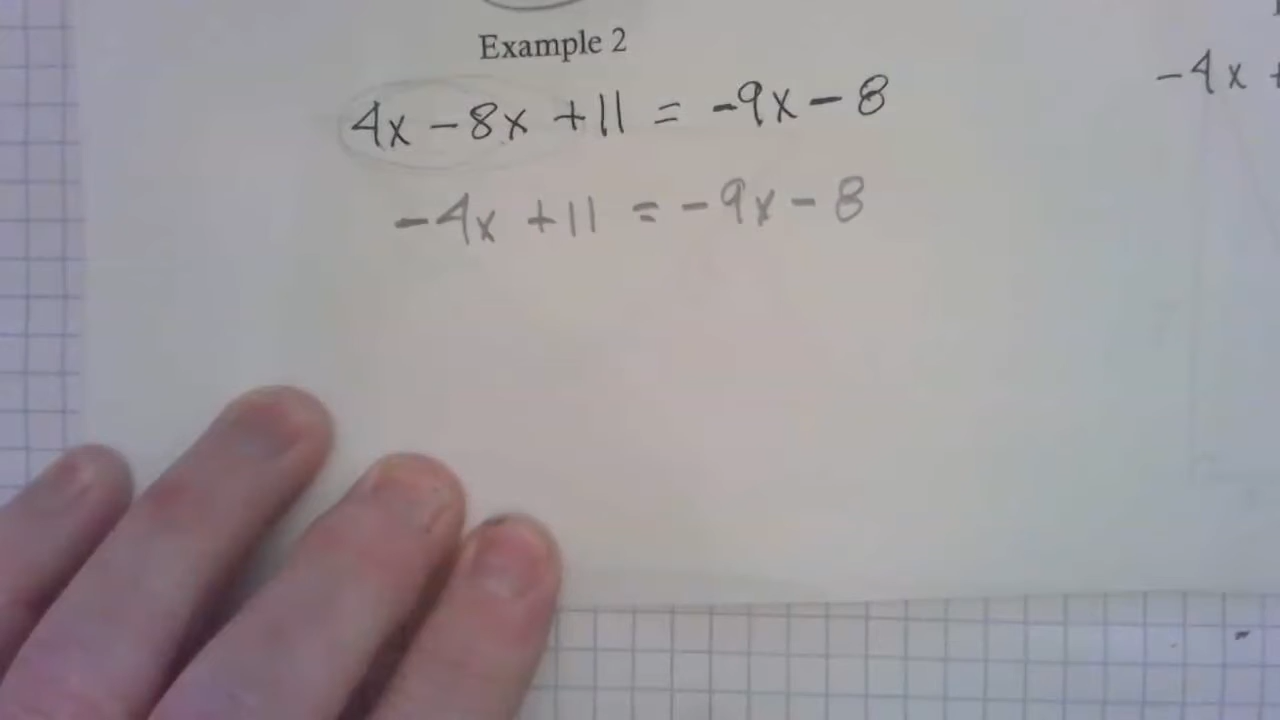 Example 2
4x - 8x + 11 = -9x - 8
-4x + 11 = -9x - 8
-4x +